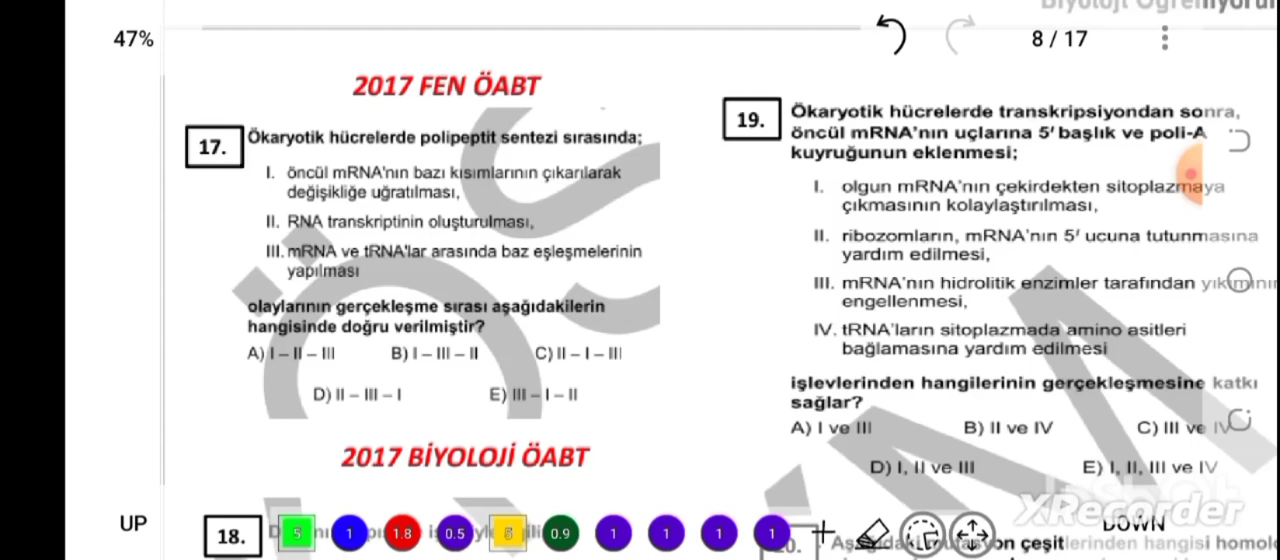 47%
8 / 17
2017 FEN ÖABT
17.
Ökaryotik hücrelerde polipeptit sentezi sırasında;
I. öncül mRNA'nın bazı kısımlarının çıkarılarak
değişikliğe uğratılması,
II. RNA transkriptinin oluşturulması,
III. mRNA ve tRNA'lar arasında baz eşleşmelerinin
yapılması
olaylarının gerçekleşme sırası aşağıdakilerin
hangisinde doğru verilmiştir?
A) I – II – III B) I – III – II C) II – I – III
D) II – III – I E) III – I – II
2017 BİYOLOJİ ÖABT
18.
19.
Ökaryotik hücrelerde transkripsiyondan sonra,
öncül mRNA'nın uçlarına 5' başlık ve poli-A
kuyruğunun eklenmesi;
I. olgun mRNA'nın çekirdekten sitoplazmaya
çıkmasının kolaylaştırılması,
II. ribozomların, mRNA'nın 5' ucuna tutunmasına
yardım edilmesi,
III. mRNA'nın hidrolitik enzimler tarafından
engellenmesi,
IV. tRNA'ların sitoplazmada amino asitleri
bağlamasına yardım edilmesi
işlevlerinden hangilerinin gerçekleşmesine katkı
sağlar?
A) I ve III B) II ve IV C) III ve IV
D) I, II ve III E) I, II, III ve IV
UP
5 1 1.8 0.5 5 0.9 1 1 1 1
XRecorder
DOWN
lerinden hangisi